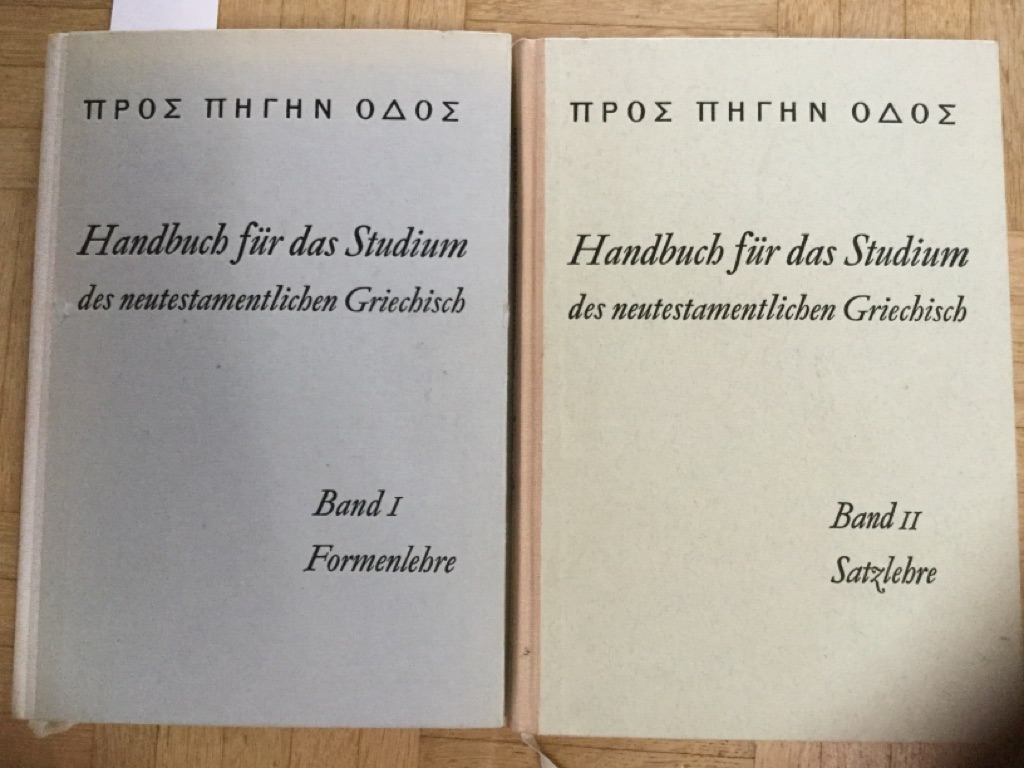 ΠΡΟΣ ΠΗΓΗΝ ΟΔΟΣ
Handbuch für das Studium
des neutestamentlichen Griechisch
Band I
Formenlehre
ΠΡΟΣ ΠΗΓΗΝ ΟΔΟΣ
Handbuch für das Studium
des neutestamentlichen Griechisch
Band II
Satzlehre